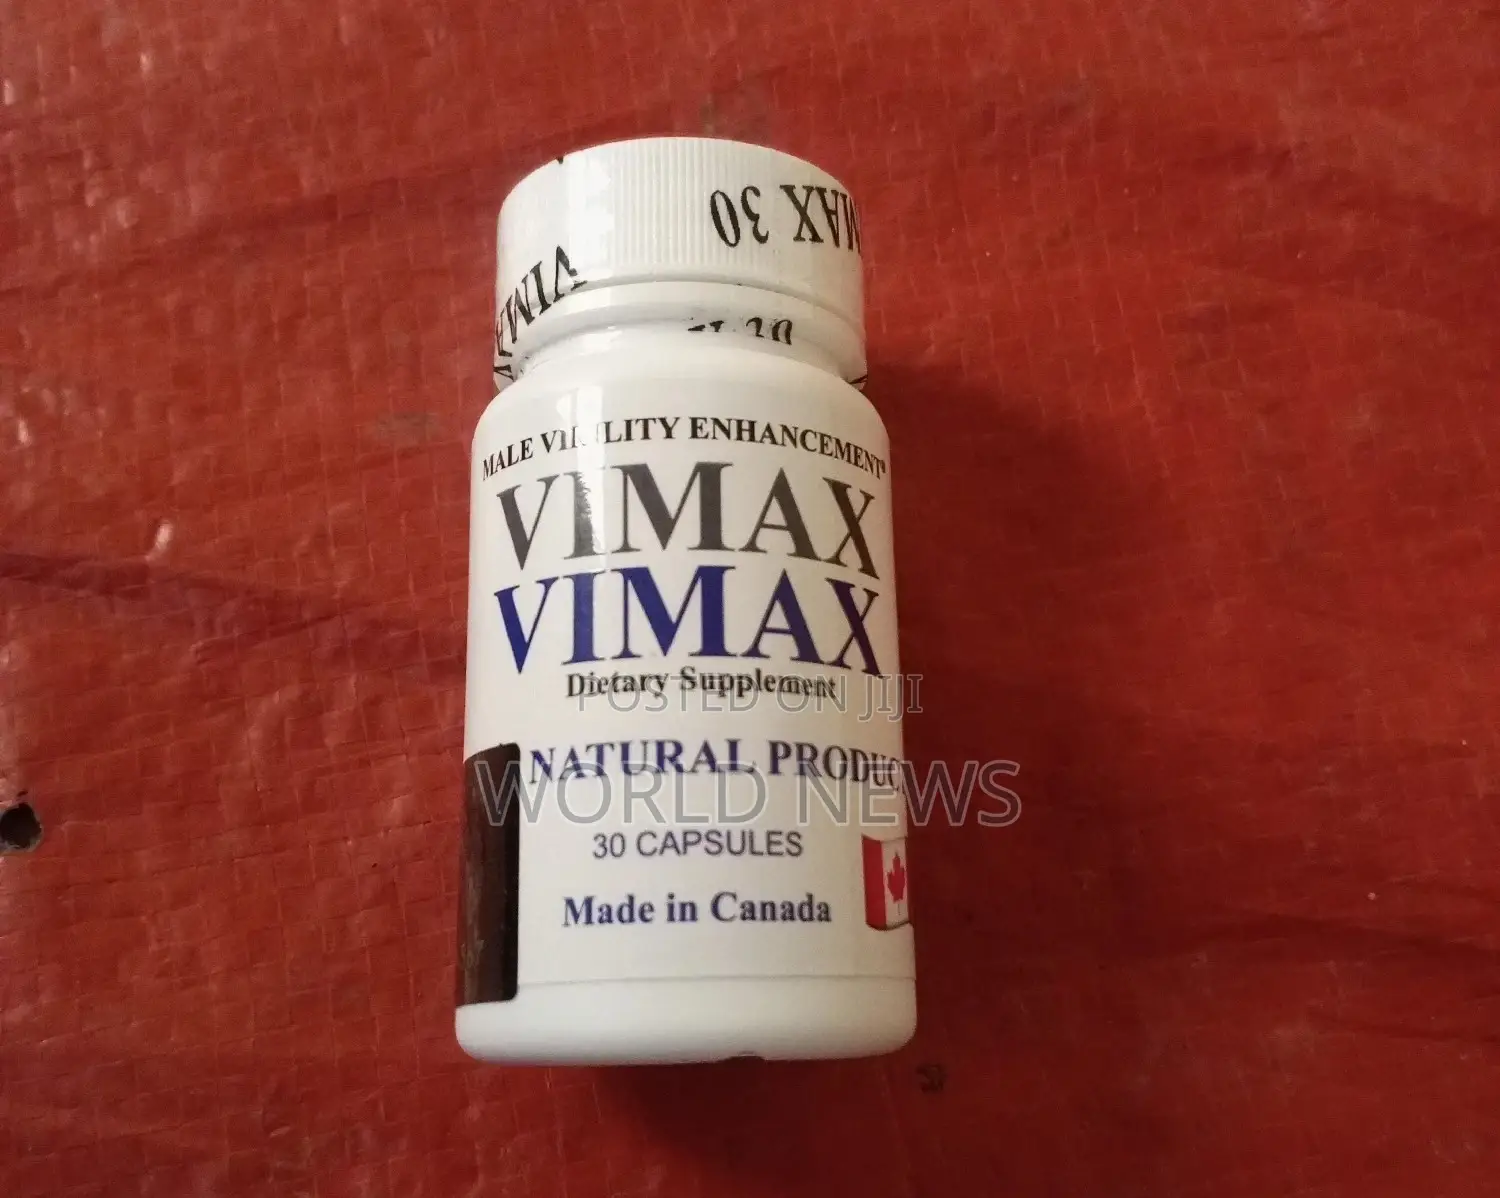 VIMAX 30
VIMAX
MALE VIRILITY ENHANCEMENT
VIMAX
VIMAX
Dietary Supplement
POSTED ON JIJI
NATURAL PRODUC
WORLD NEWS
30 CAPSULES
Made in Canada